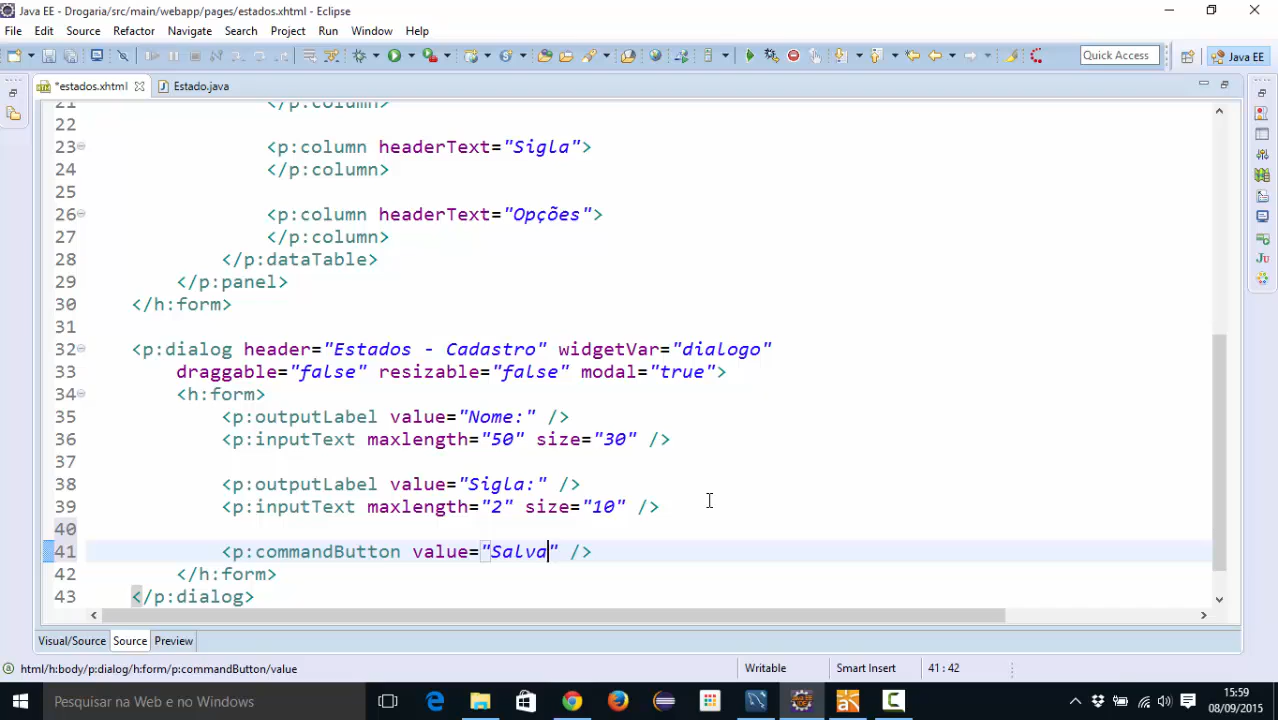 Java EE - Drogaria/src/main/webapp/pages/estados.xhtml - Eclipse
File Edit Source Refactor Navigate Search Project Run Window Help
Quick Access Java EE
*estados.xhtml Estado.java
21 </p:column>
22
23 <p:column headerText="Sigla">
24 </p:column>
25
26 <p:column headerText="Opções">
27 </p:column>
28 </p:dataTable>
29 </p:panel>
30 </h:form>
31
32 <p:dialog header="Estados - Cadastro" widgetVar="dialogo"
33 draggable="false" resizable="false" modal="true">
34 <h:form>
35 <p:outputLabel value="Nome:" />
36 <p:inputText maxlength="50" size="30" />
37
38 <p:outputLabel value="Sigla:" />
39 <p:inputText maxlength="2" size="10" />
40
41 <p:commandButton value="Salva" />
42 </h:form>
43 </p:dialog>
Visual/Source Source Preview
html/h:body/p:dialog/h:form/p:commandButton/value Writable Smart Insert 41 : 42
Pesquisar na Web e no Windows
15:59
08/09/2015